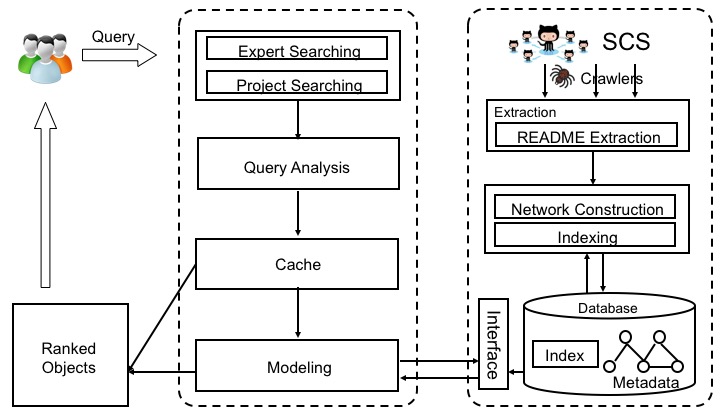 Query
Expert Searching
Project Searching
Query Analysis
Cache
Modeling
Ranked
Objects
SCS
Crawlers
Extraction
README Extraction
Network Construction
Indexing
Interface
Database
Index
Metadata